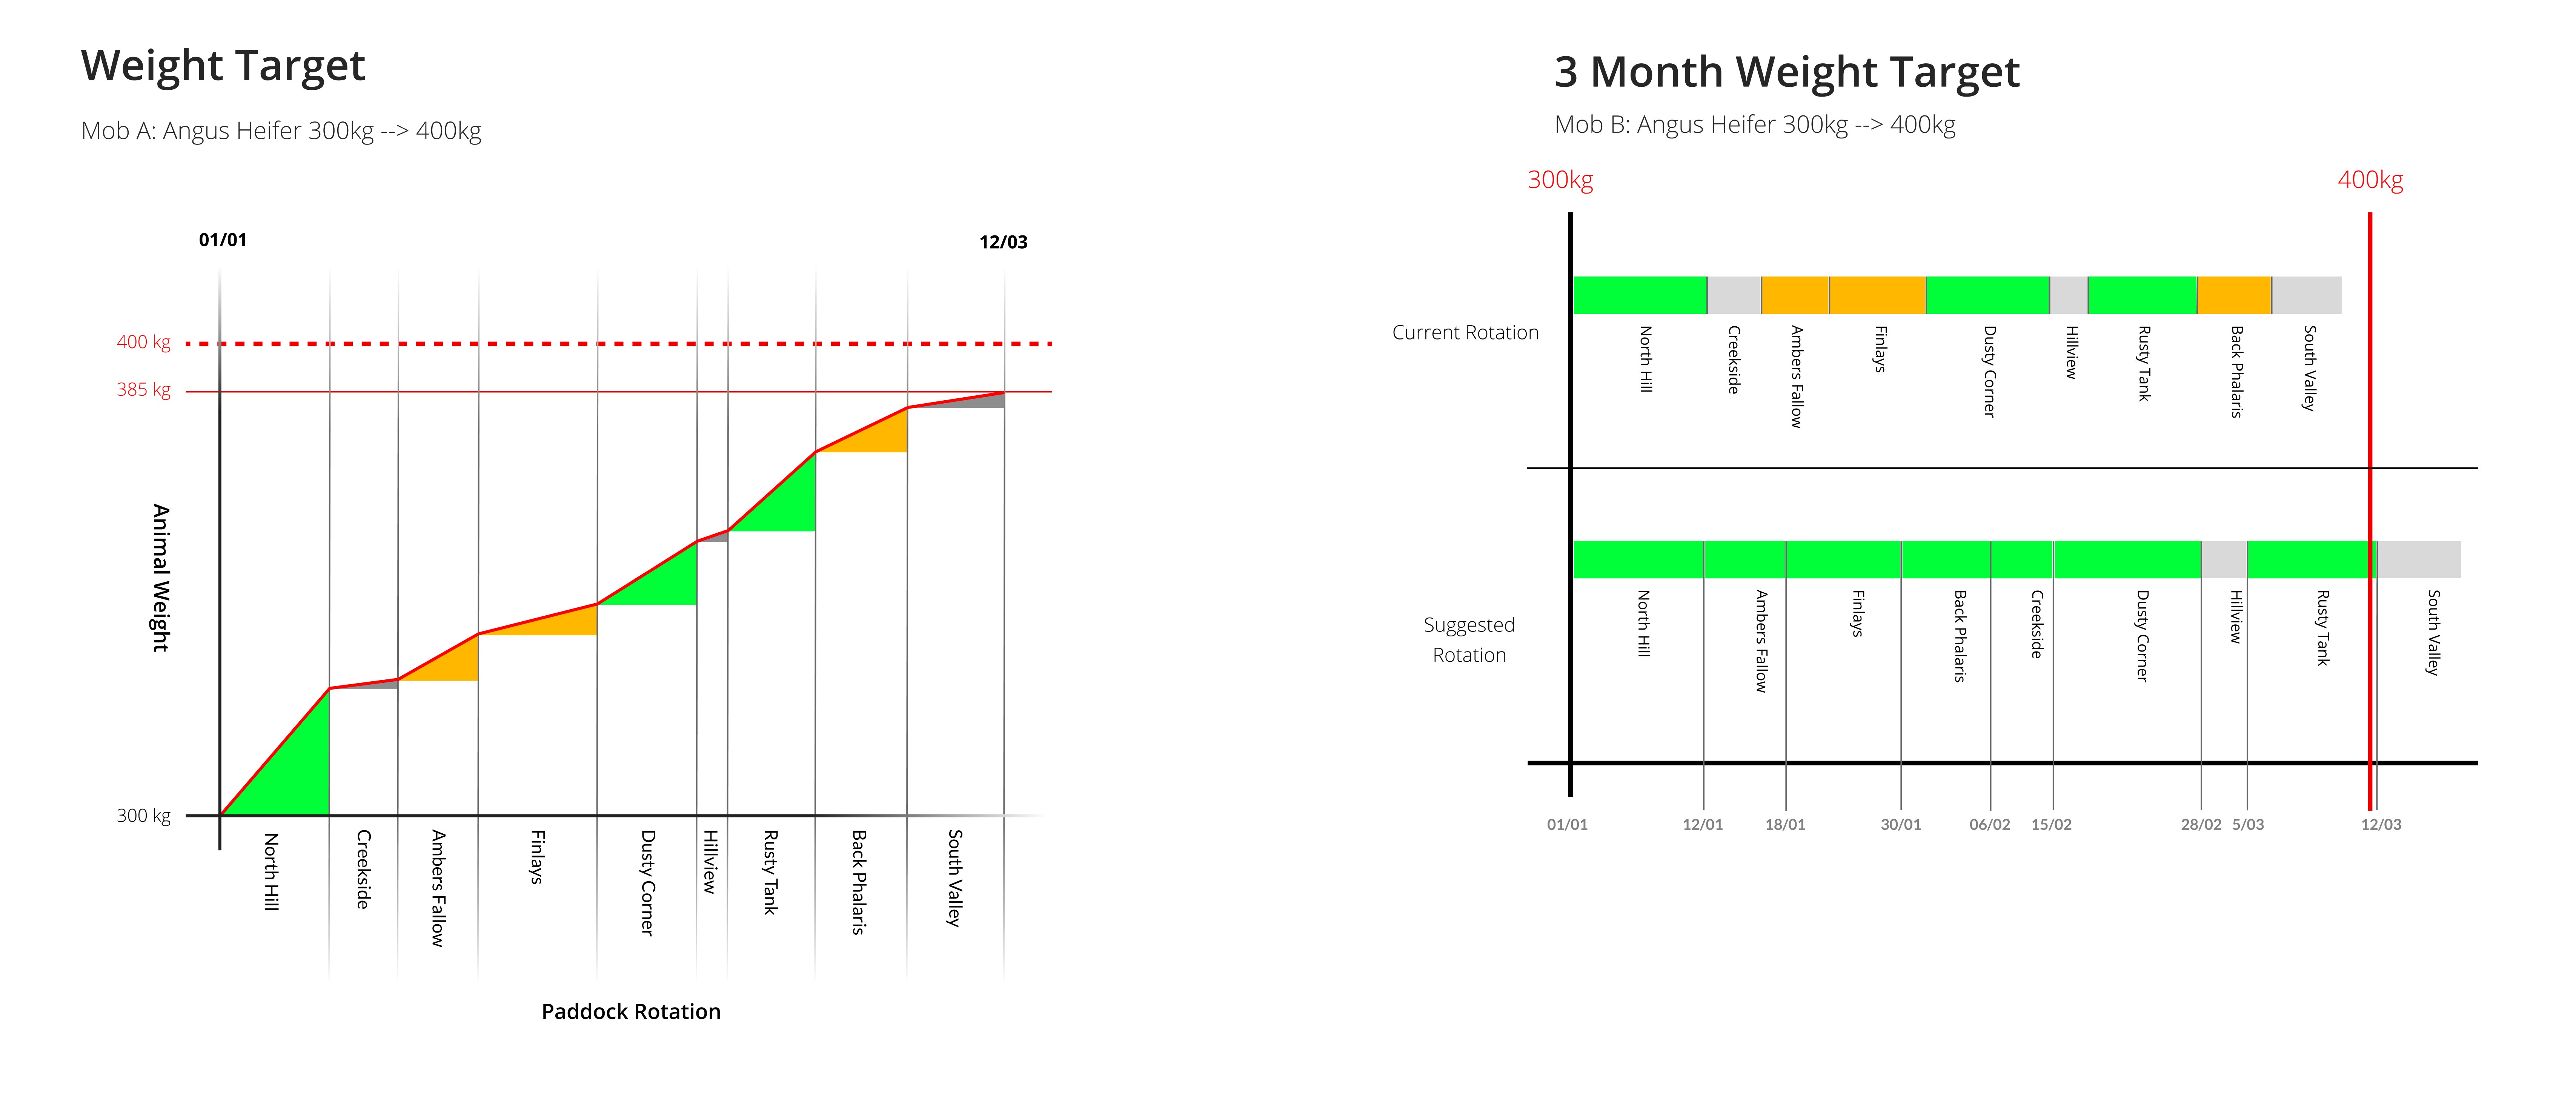 Weight Target
Mob A: Angus Heifer 300kg --> 400kg
01/01
12/03
400 kg
385 kg
Animal Weight
300 kg
North Hill
Creekside
Ambers Fallow
Finlays
Dusty Corner
Hillview
Rusty Tank
Back Phalaris
South Valley
Paddock Rotation
3 Month Weight Target
Mob B: Angus Heifer 300kg --> 400kg
300kg
400kg
Current Rotation
North Hill
Creekside
Ambers Fallow
Finlays
Dusty Corner
Hillview
Rusty Tank
Back Phalaris
South Valley
Suggested
Rotation
North Hill
Ambers Fallow
Finlays
Back Phalaris
Creekside
Dusty Corner
Hillview
Rusty Tank
South Valley
01/01
12/01
18/01
30/01
06/02
15/02
28/02
5/03
12/03